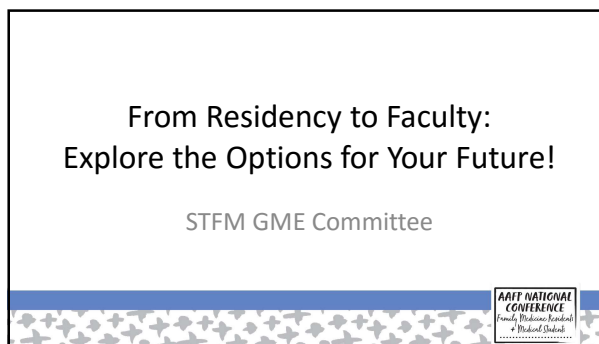 From Residency to Faculty:
Explore the Options for Your Future!
STFM GME Committee
AAFP NATIONAL
CONFERENCE
Family Medicine Residents
+ Medical Students